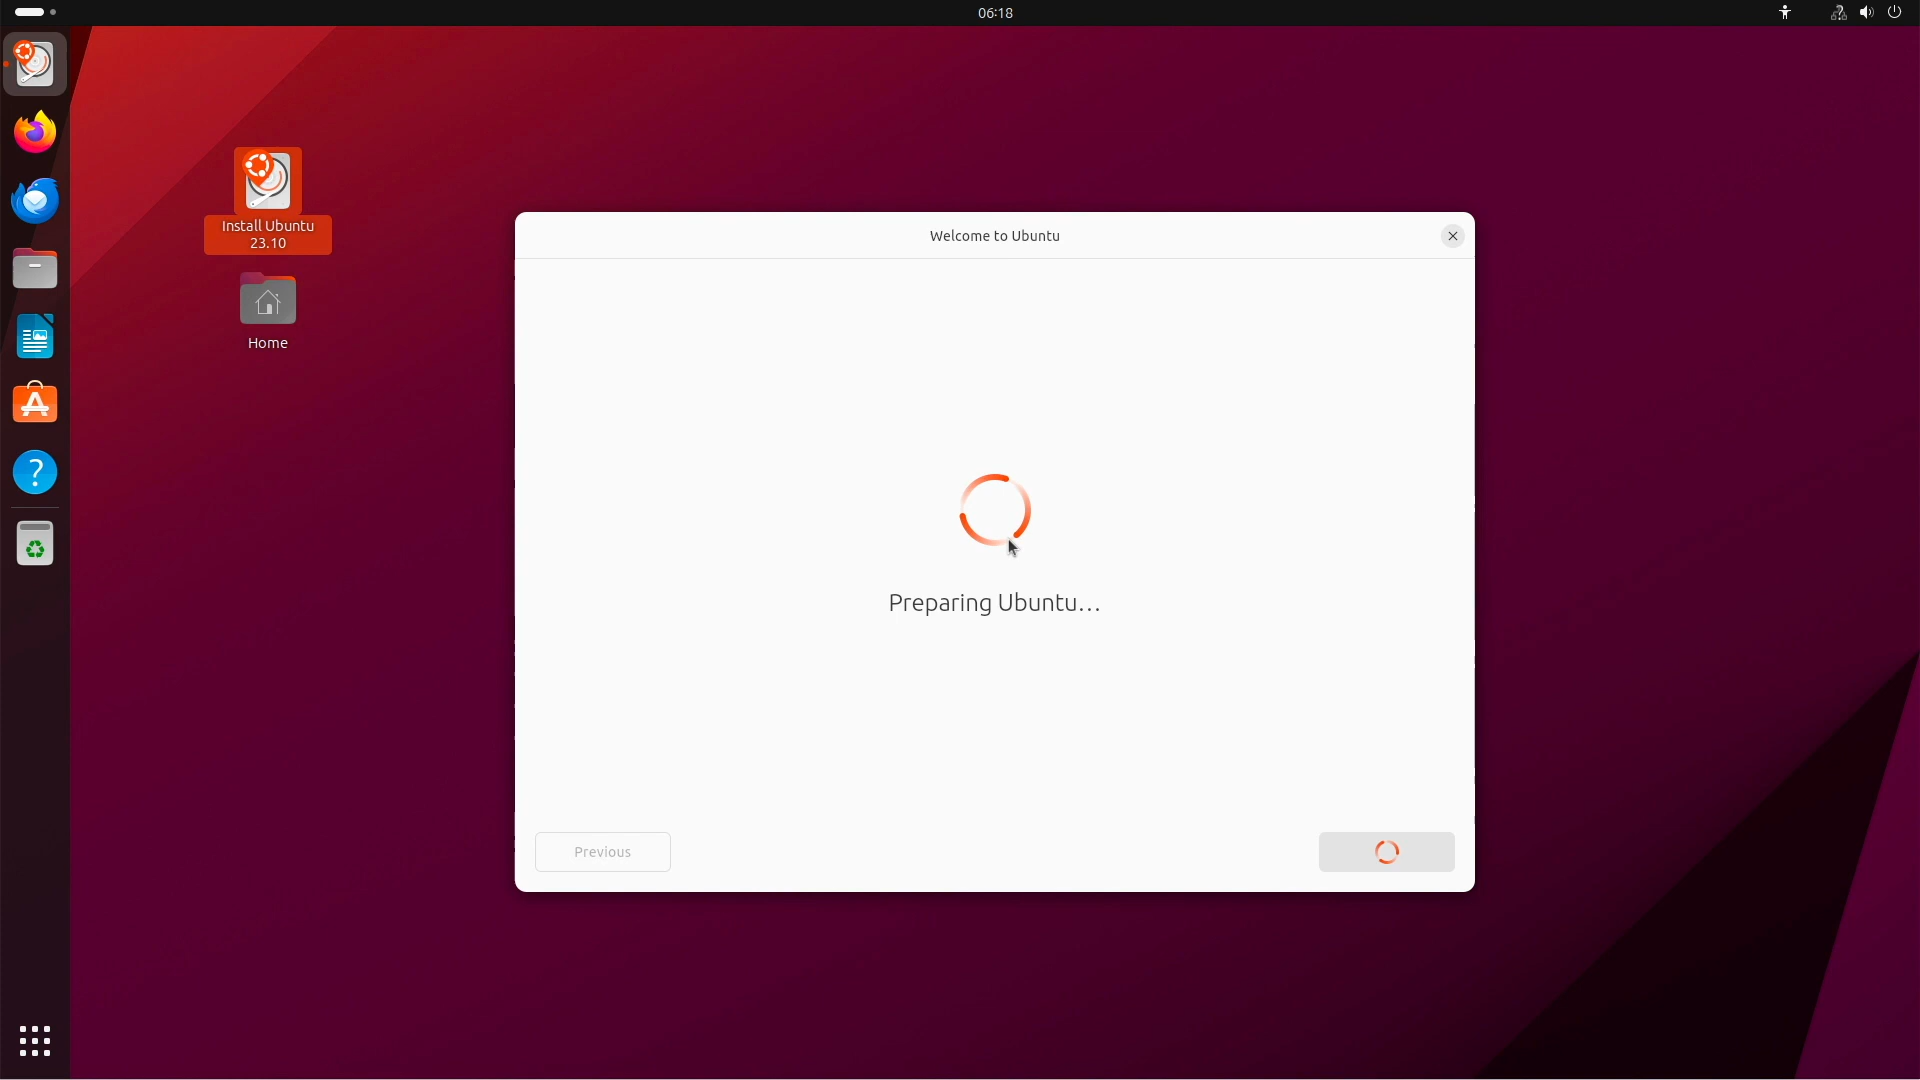 06:18
Install Ubuntu
23.10
Home
Welcome to Ubuntu
Preparing Ubuntu...
Previous